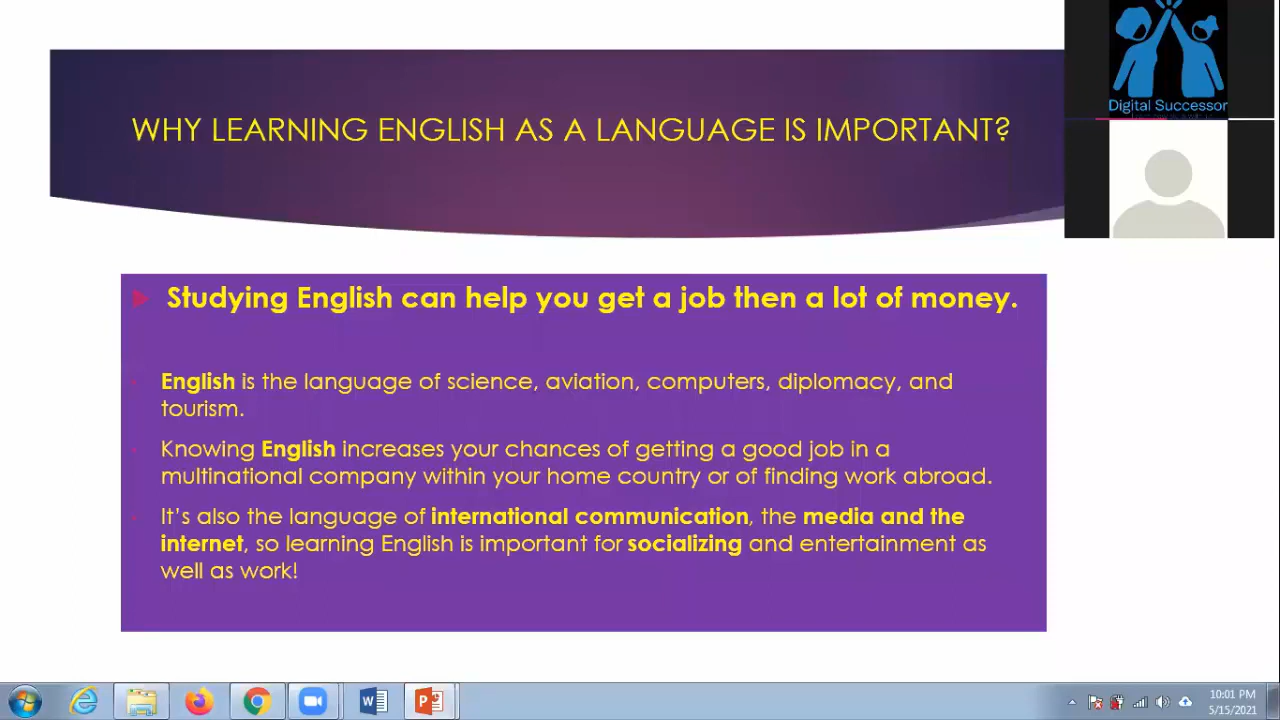 WHY LEARNING ENGLISH AS A LANGUAGE IS IMPORTANT?
Digital Successor
Studying English can help you get a job then a lot of money.
English is the language of science, aviation, computers, diplomacy, and
tourism.
Knowing English increases your chances of getting a good job in a
multinational company within your home country or of finding work abroad.
It’s also the language of international communication, the media and the
internet, so learning English is important for socializing and entertainment as
well as work!
10:01 PM
5/15/2021